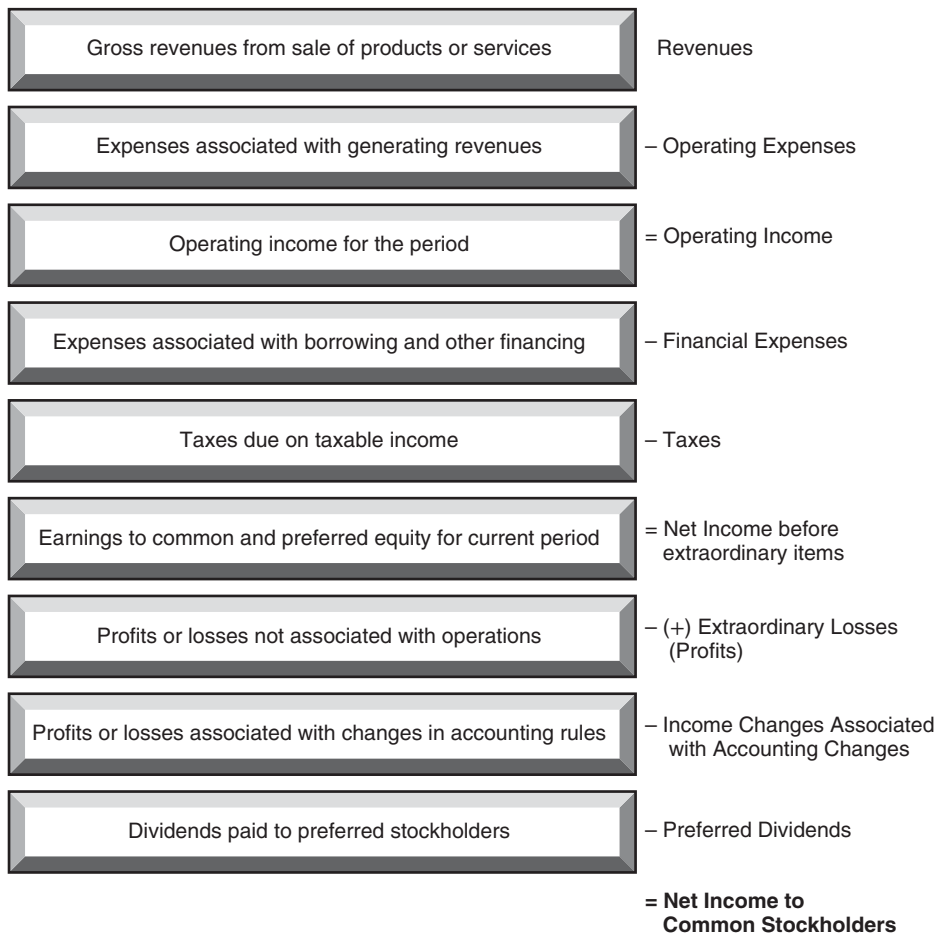 Gross revenues from sale of products or services
Revenues
Expenses associated with generating revenues
– Operating Expenses
Operating income for the period
= Operating Income
Expenses associated with borrowing and other financing
– Financial Expenses
Taxes due on taxable income
– Taxes
Earnings to common and preferred equity for current period
= Net Income before
extraordinary items
Profits or losses not associated with operations
– (+) Extraordinary Losses
(Profits)
Profits or losses associated with changes in accounting rules
– Income Changes Associated
with Accounting Changes
Dividends paid to preferred stockholders
– Preferred Dividends
= Net Income to
Common Stockholders